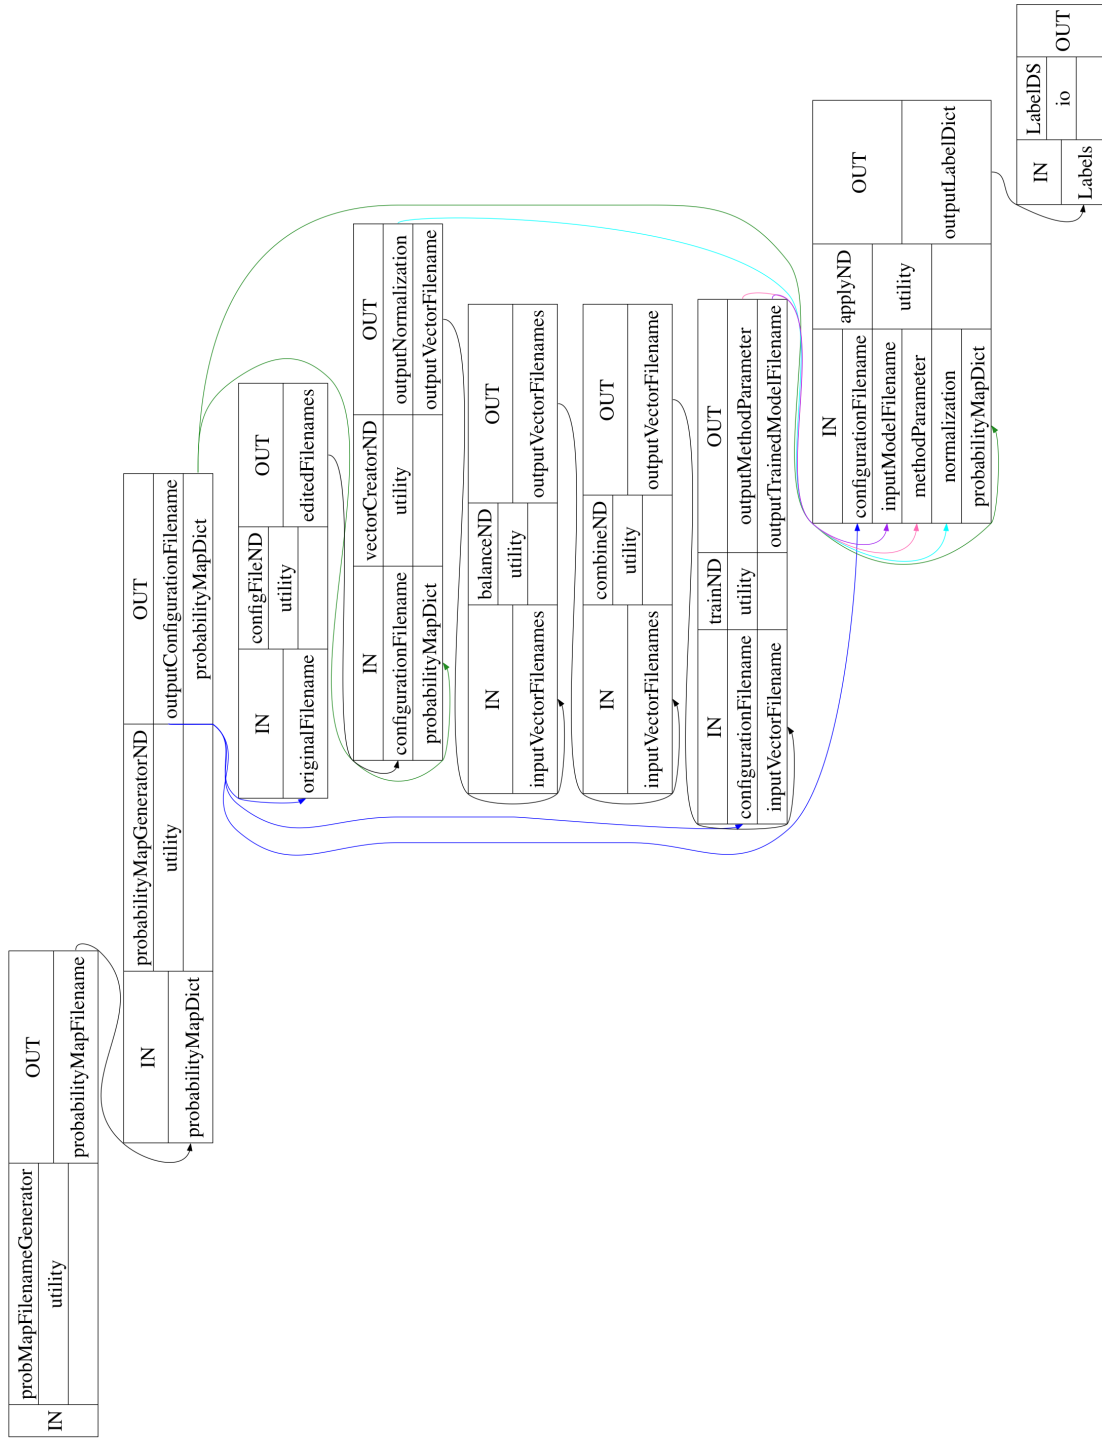 IN
probMapFilenameGenerator
utility
OUT
probabilityMapFilename
IN
probabilityMapDict
probabilityMapGeneratorND
utility
OUT
outputConfigurationFilename
probabilityMapDict
IN
originalFilename
configFileND
utility
OUT
editedFilenames
IN
configurationFilename
probabilityMapDict
vectorCreatorND
utility
OUT
outputNormalization
outputVectorFilename
IN
inputVectorFilenames
balanceND
utility
OUT
outputVectorFilenames
IN
inputVectorFilenames
combineND
utility
OUT
outputVectorFilename
IN
configurationFilename
inputVectorFilename
trainND
utility
OUT
outputMethodParameter
outputTrainedModelFilename
IN
configurationFilename
inputModelFilename
methodParameter
normalization
probabilityMapDict
applyND
utility
OUT
outputLabelDict
IN
Labels
LabelDS
io
OUT